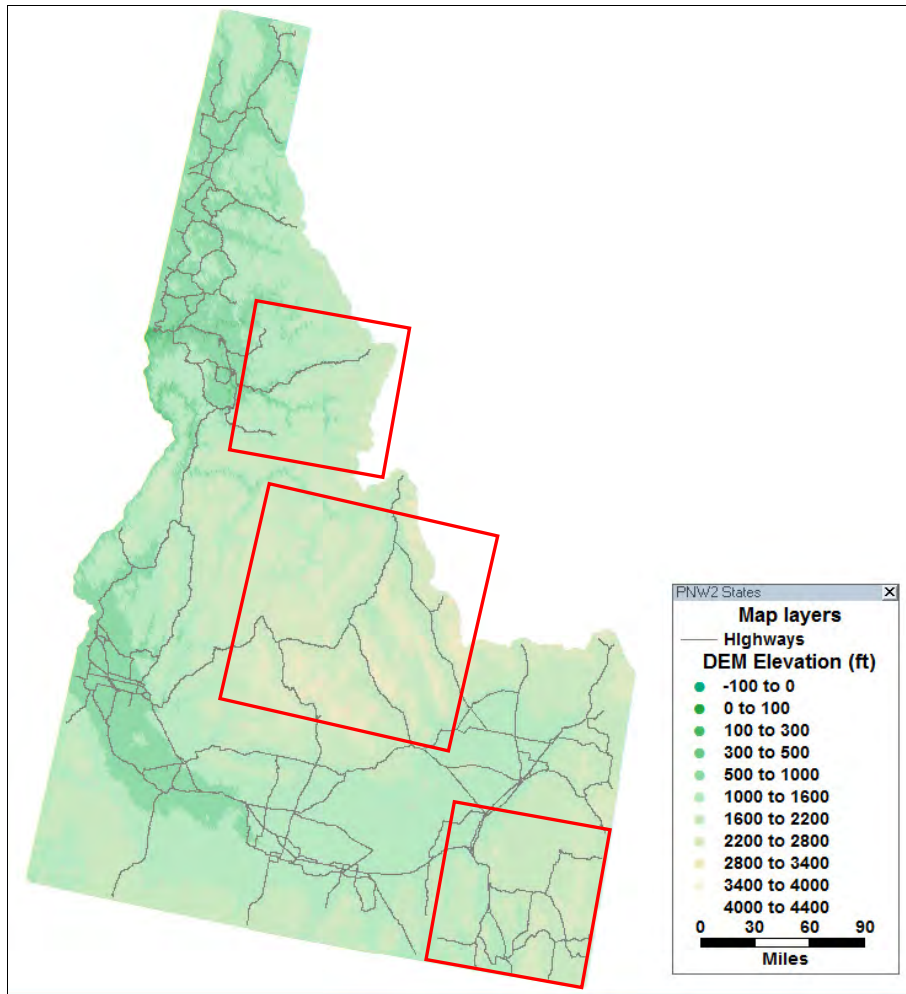 PNW2 States
Map layers
HIghways
DEM Elevation (ft)
-100 to 0
0 to 100
100 to 300
300 to 500
500 to 1000
1000 to 1600
1600 to 2200
2200 to 2800
2800 to 3400
3400 to 4000
4000 to 4400
0 30 60 90
Miles